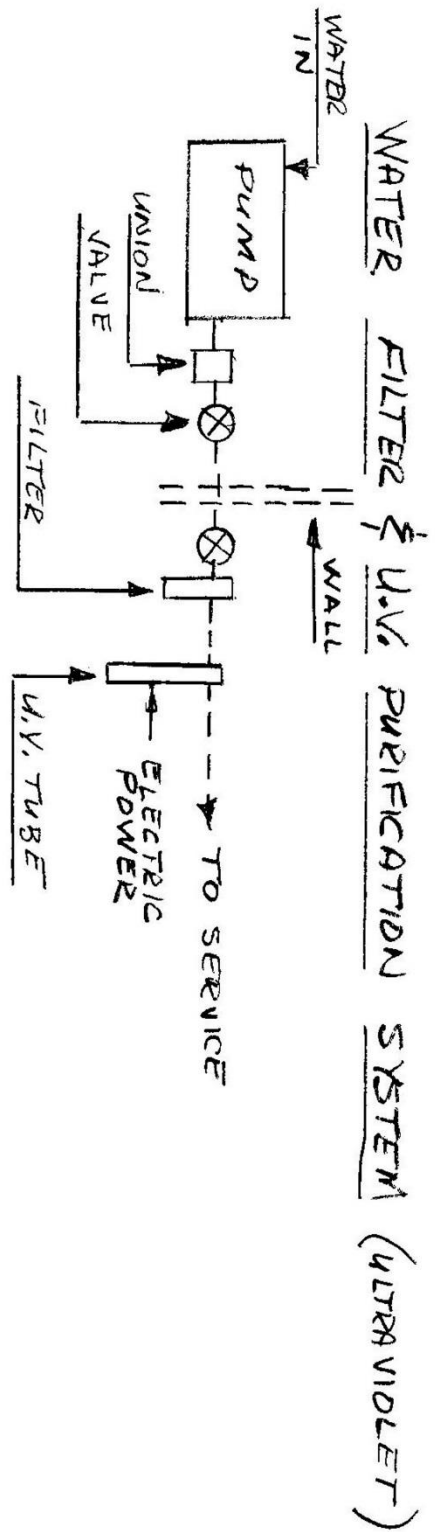 WATER FILTER & U.V. PURIFICATION SYSTEM (ULTRAVIOLET)
WATER
IN
PUMP
WALL
UNION
VALVE
TO SERVICE
ELECTRIC
POWER
FILTER
U.V. TUBE